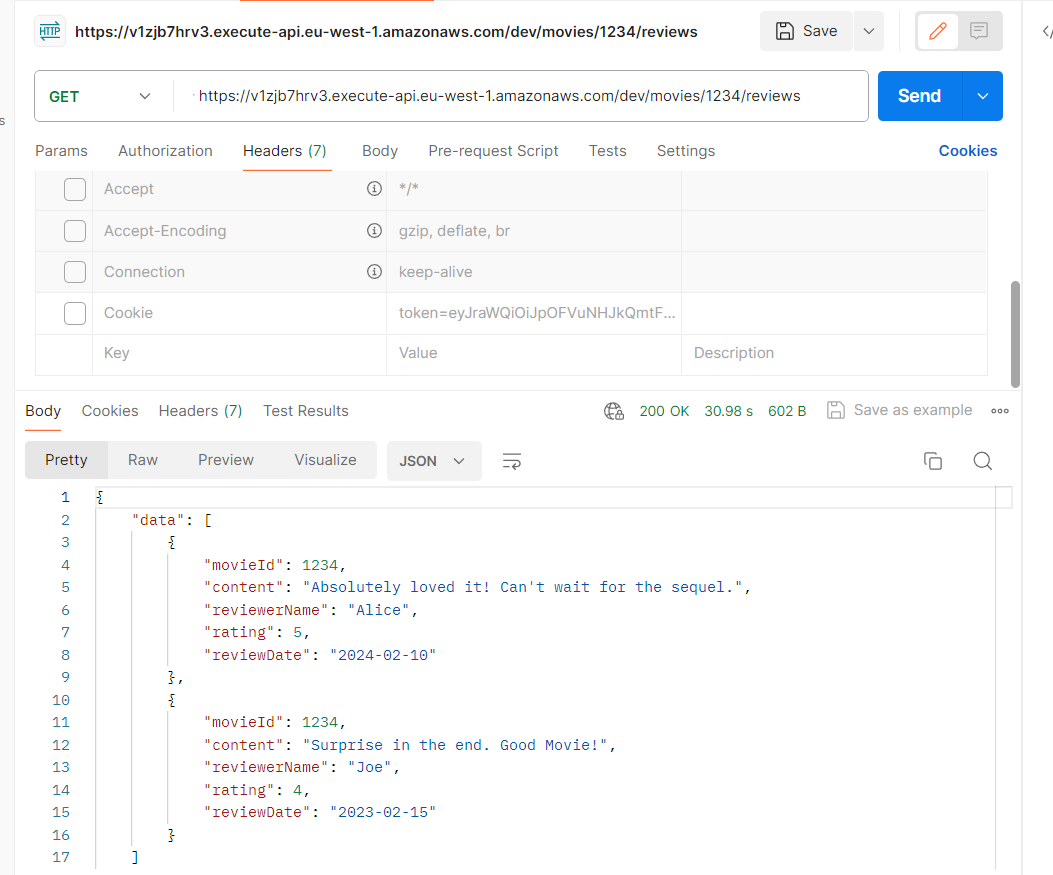 HTTP https://v1zjb7hrv3.execute-api.eu-west-1.amazonaws.com/dev/movies/1234/reviews Save
GET https://v1zjb7hrv3.execute-api.eu-west-1.amazonaws.com/dev/movies/1234/reviews Send
s
Params Authorization Headers (7) Body Pre-request Script Tests Settings Cookies
Accept */*
Accept-Encoding gzip, deflate, br
Connection keep-alive
Cookie token=eyJraWQiOiJpOFVuNHJkQmtF...
Key Value Description
Body Cookies Headers (7) Test Results 200 OK 30.98 s 602 B Save as example
Pretty Raw Preview Visualize JSON
1 {
2 "data": [
3 {
4 "movieId": 1234,
5 "content": "Absolutely loved it! Can't wait for the sequel.",
6 "reviewerName": "Alice",
7 "rating": 5,
8 "reviewDate": "2024-02-10"
9 },
10 {
11 "movieId": 1234,
12 "content": "Surprise in the end. Good Movie!",
13 "reviewerName": "Joe",
14 "rating": 4,
15 "reviewDate": "2023-02-15"
16 }
17 ]